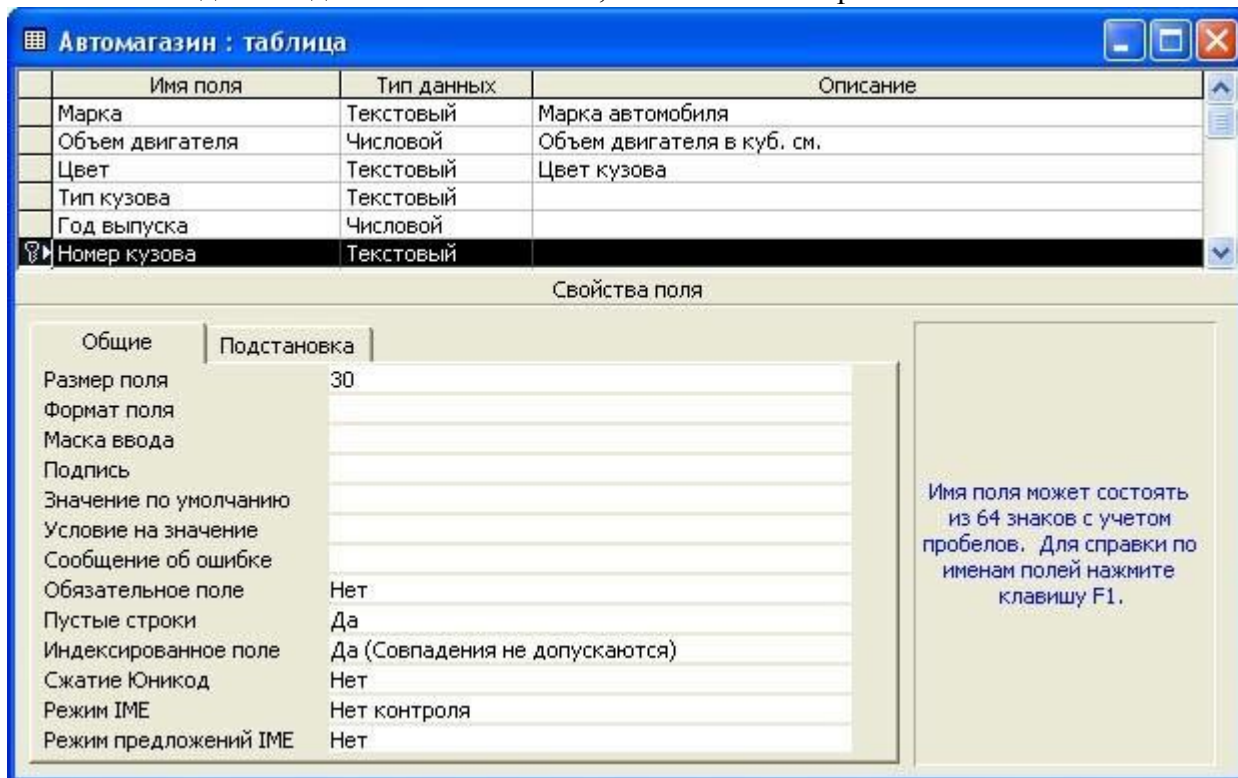 Автомагазин : таблица
Имя поля Тип данных Описание
Марка Текстовый Марка автомобиля
Объем двигателя Числовой Объем двигателя в куб. см.
Цвет Текстовый Цвет кузова
Тип кузова Текстовый
Год выпуска Числовой
Номер кузова Текстовый
Свойства поля
Общие Подстановка
Размер поля 30
Формат поля
Маска ввода
Подпись
Значение по умолчанию
Условие на значение
Сообщение об ошибке
Обязательное поле Нет
Пустые строки Да
Индексированное поле Да (Совпадения не допускаются)
Сжатие Юникод Нет
Режим IME Нет контроля
Режим предложений IME Нет
Имя поля может состоять
из 64 знаков с учетом
пробелов. Для справки по
именам полей нажмите
клавишу F1.